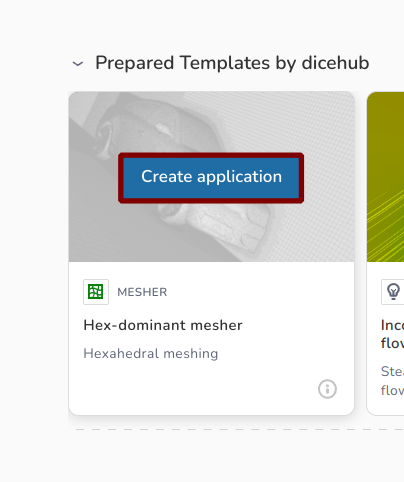 Prepared Templates by dicehub
Create application
MESHER
Hex-dominant mesher
Hexahedral meshing